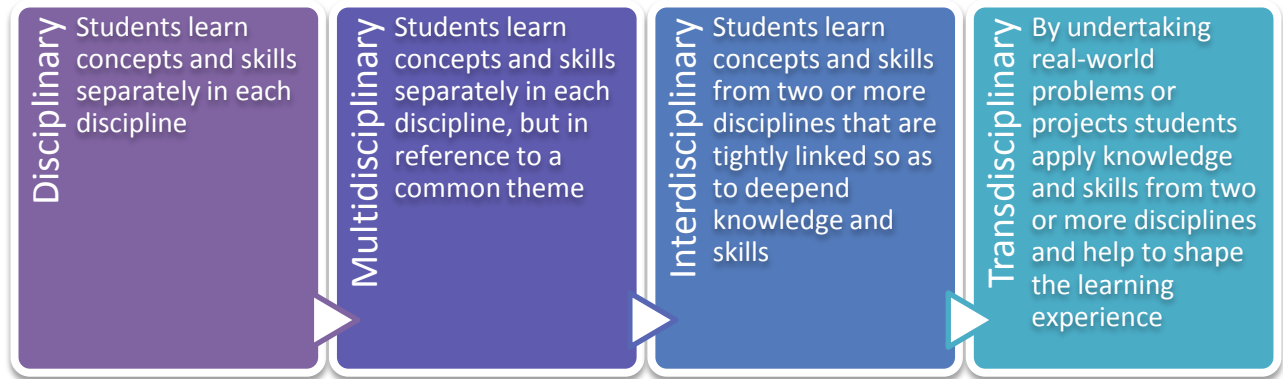 Disciplinary
Students learn
concepts and skills
separately in each
discipline
Multidisciplinary
Students learn
concepts and skills
separately in each
discipline, but in
reference to a
common theme
Interdisciplinary
Students learn
concepts and skills
from two or more
disciplines that are
tightly linked so as
to deepend
knowledge and
skills
Transdisciplinary
By undertaking
real-world
problems or
projects students
apply knowledge
and skills from two
or more disciplines
and help to shape
the learning
experience